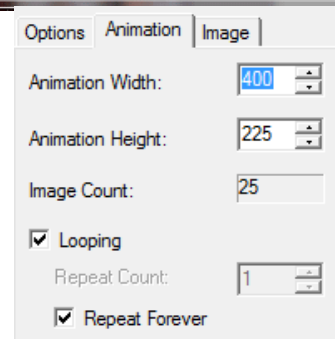 Options Animation Image
Animation Width: 400
Animation Height: 225
Image Count: 25
Looping
Repeat Count: 1
Repeat Forever